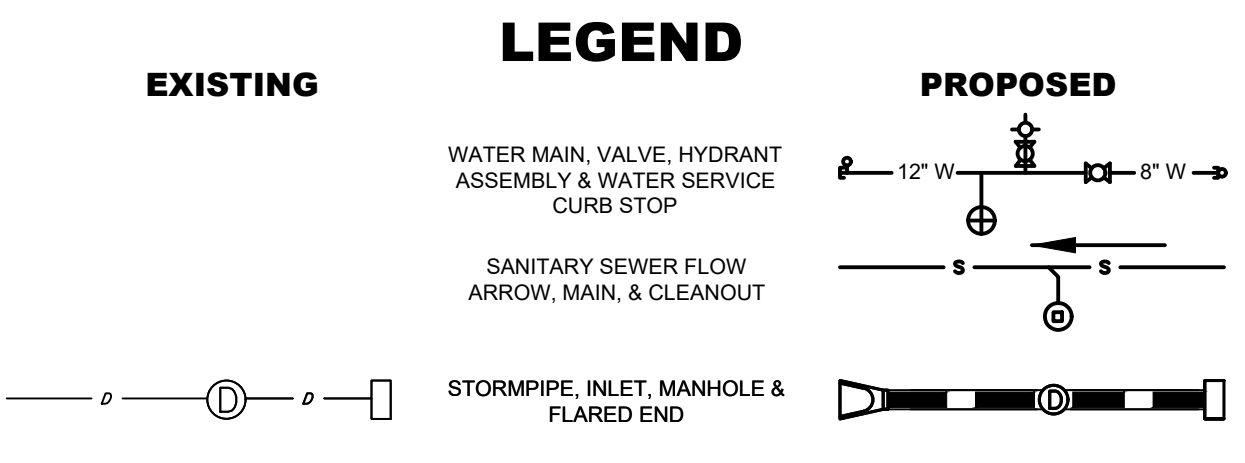 LEGEND
EXISTING
PROPOSED
WATER MAIN, VALVE, HYDRANT
ASSEMBLY & WATER SERVICE
CURB STOP
12" W
8" W
SANITARY SEWER FLOW
ARROW, MAIN, & CLEANOUT
S
S
D
D
D
STORMPIPE, INLET, MANHOLE &
FLARED END
D